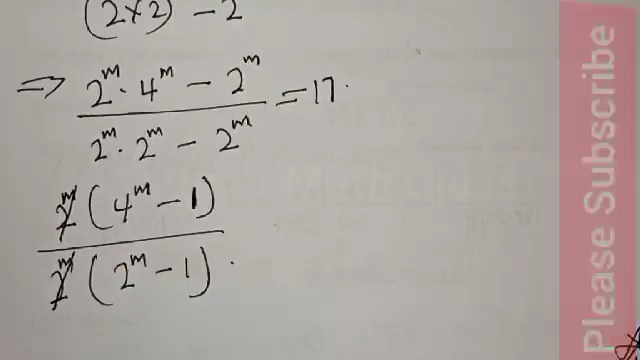 (2×2) - 2
⇒ 2^m · 4^m - 2^m / 2^m · 2^m - 2^m = 17.
2^m (4^m - 1) / 2^m (2^m - 1) .
Please Subscribe